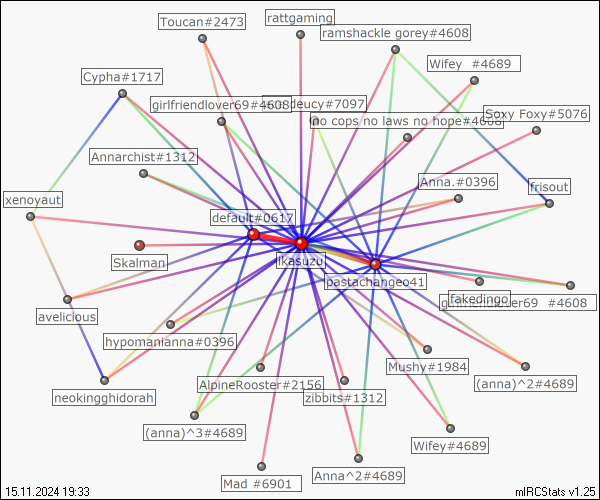 Toucan#2473
rattgaming
ramshackle gorey#4608
Wifey #4689
Cypha#1717
girlfriendlover69#4608
deucy#7097
no cops no laws no hope#4608
Soxy Foxy#5076
Annarchist#1312
Anna.#0396
frisout
xenoyaut
default#0617
Skalman
ikasuzu
pastachangeo41
fakedingo
#4608
avelicious
hypomanianna#0396
Mushy#1984
AlpineRooster#2156
(anna)^2#4689
neokingghidorah
zibbits#1312
(anna)^3#4689
Wifey#4689
Mad #6901
Anna^2#4689
15.11.2024 19:33
mIRCStats v1.25